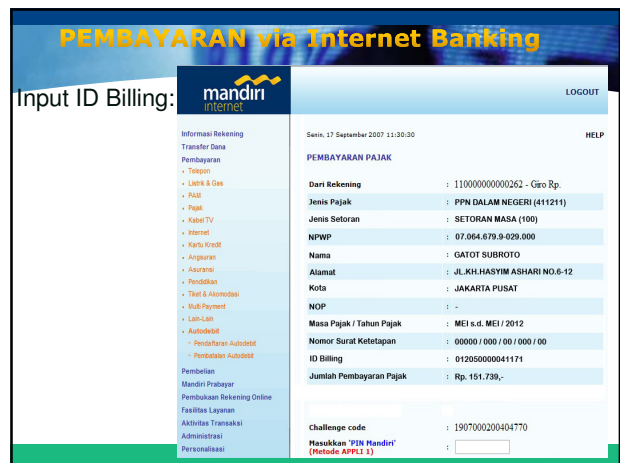 PEMBAYARAN via Internet Banking
Input ID Billing:
mandırı
internet
LOGOUT
Informasi Rekening
Transfer Dana
Pembayaran
Telepon
Listrik & Gas
PAM
Pajak
Kabel TV
Internet
Kartu Kredit
Angsuran
Asuransi
Pendidikan
Tiket & Akomodasi
Multi Payment
Lain-Lain
Autodebit
Pendaftaran Autodebit
Pembatalan Autodebit
Pembelian
Mandiri Prabayar
Pembukaan Rekening Online
Fasilitas Layanan
Aktivitas Transaksi
Administrasi
Personalisasi
Senin, 17 September 2007 11:30:30 HELP
PEMBAYARAN PAJAK
Dari Rekening : 110000000000262 - Giro Rp.
Jenis Pajak : PPN DALAM NEGERI (411211)
Jenis Setoran : SETORAN MASA (100)
NPWP : 07.064.679.9-029.000
Nama : GATOT SUBROTO
Alamat : JL.KH.HASYIM ASHARI NO.6-12
Kota : JAKARTA PUSAT
NOP : -
Masa Pajak / Tahun Pajak : MEI s.d. MEI / 2012
Nomor Surat Ketetapan : 00000 / 000 / 00 / 000 / 00
ID Billing : 012050000041171
Jumlah Pembayaran Pajak : Rp. 151.739,-
Challenge code : 1907000200404770
Masukkan 'PIN Mandiri' :
(Metode APPLI 1)